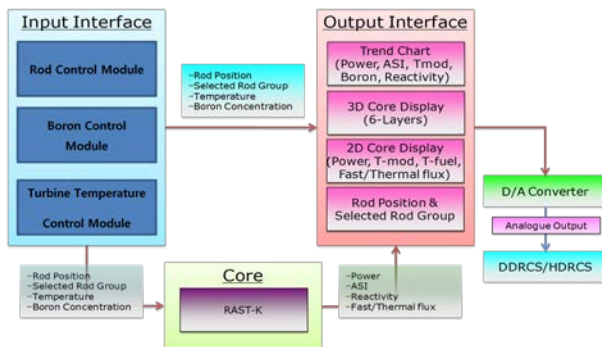 Input Interface
Rod Control Module
Boron Control
Module
Turbine Temperature
Control Module
-Rod Position
-Selected Rod Group
-Temperature
-Boron Concentration
Output Interface
Trend Chart
(Power, ASI, Tmod,
Boron, Reactivity)
3D Core Display
(6-Layers)
2D Core Display
(Power, T-mod, T-fuel,
Fast/Thermal flux)
Rod Position &
Selected Rod Group
D/A Converter
Analogue Output
DDRCS/HDRCS
-Rod Position
-Selected Rod Group
-Temperature
-Boron Concentration
Core
RAST-K
-Power
-ASI
-Reactivity
-Fast/Thermal flux